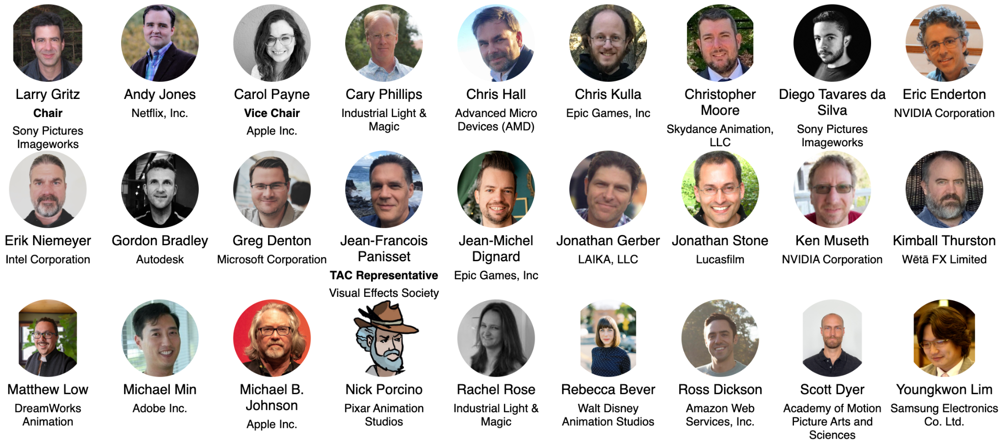 Larry Gritz
Chair
Sony Pictures
Imageworks
Andy Jones
Netflix, Inc.
Carol Payne
Vice Chair
Apple Inc.
Cary Phillips
Industrial Light &
Magic
Chris Hall
Advanced Micro
Devices (AMD)
Chris Kulla
Epic Games, Inc
Christopher
Moore
Skydance Animation,
LLC
Diego Tavares da
Silva
Sony Pictures
Imageworks
Eric Enderton
NVIDIA Corporation
Erik Niemeyer
Intel Corporation
Gordon Bradley
Autodesk
Greg Denton
Microsoft Corporation
Jean-Francois
Panisset
TAC Representative
Visual Effects Society
Jean-Michel
Dignard
Epic Games, Inc
Jonathan Gerber
LAIKA, LLC
Jonathan Stone
Lucasfilm
Ken Museth
NVIDIA Corporation
Kimball Thurston
Wētā FX Limited
Matthew Low
DreamWorks
Animation
Michael Min
Adobe Inc.
Michael B.
Johnson
Apple Inc.
Nick Porcino
Pixar Animation
Studios
Rachel Rose
Industrial Light &
Magic
Rebecca Bever
Walt Disney
Animation Studios
Ross Dickson
Amazon Web
Services, Inc.
Scott Dyer
Academy of Motion
Picture Arts and
Sciences
Youngkwon Lim
Samsung Electronics
Co. Ltd.